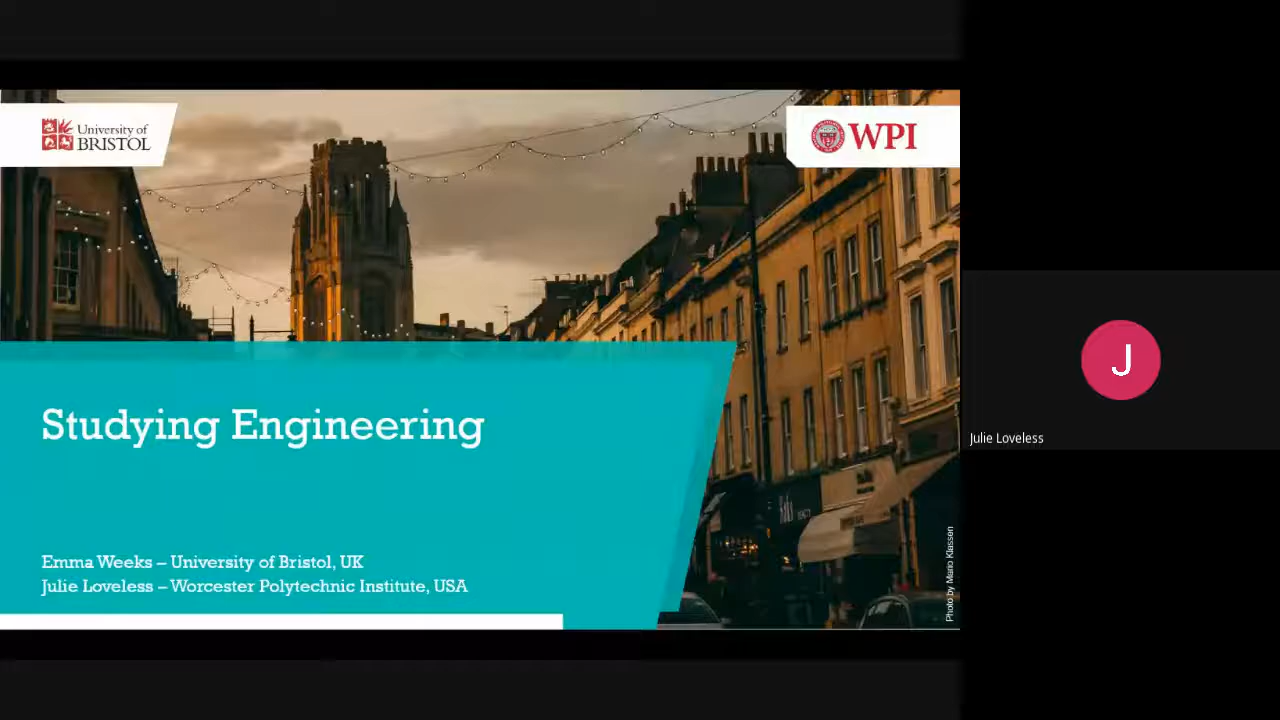 University of
BRISTOL
WPI
Studying Engineering
Emma Weeks – University of Bristol, UK
Julie Loveless – Worcester Polytechnic Institute, USA
Photo by Mario Klassen
J
Julie Loveless